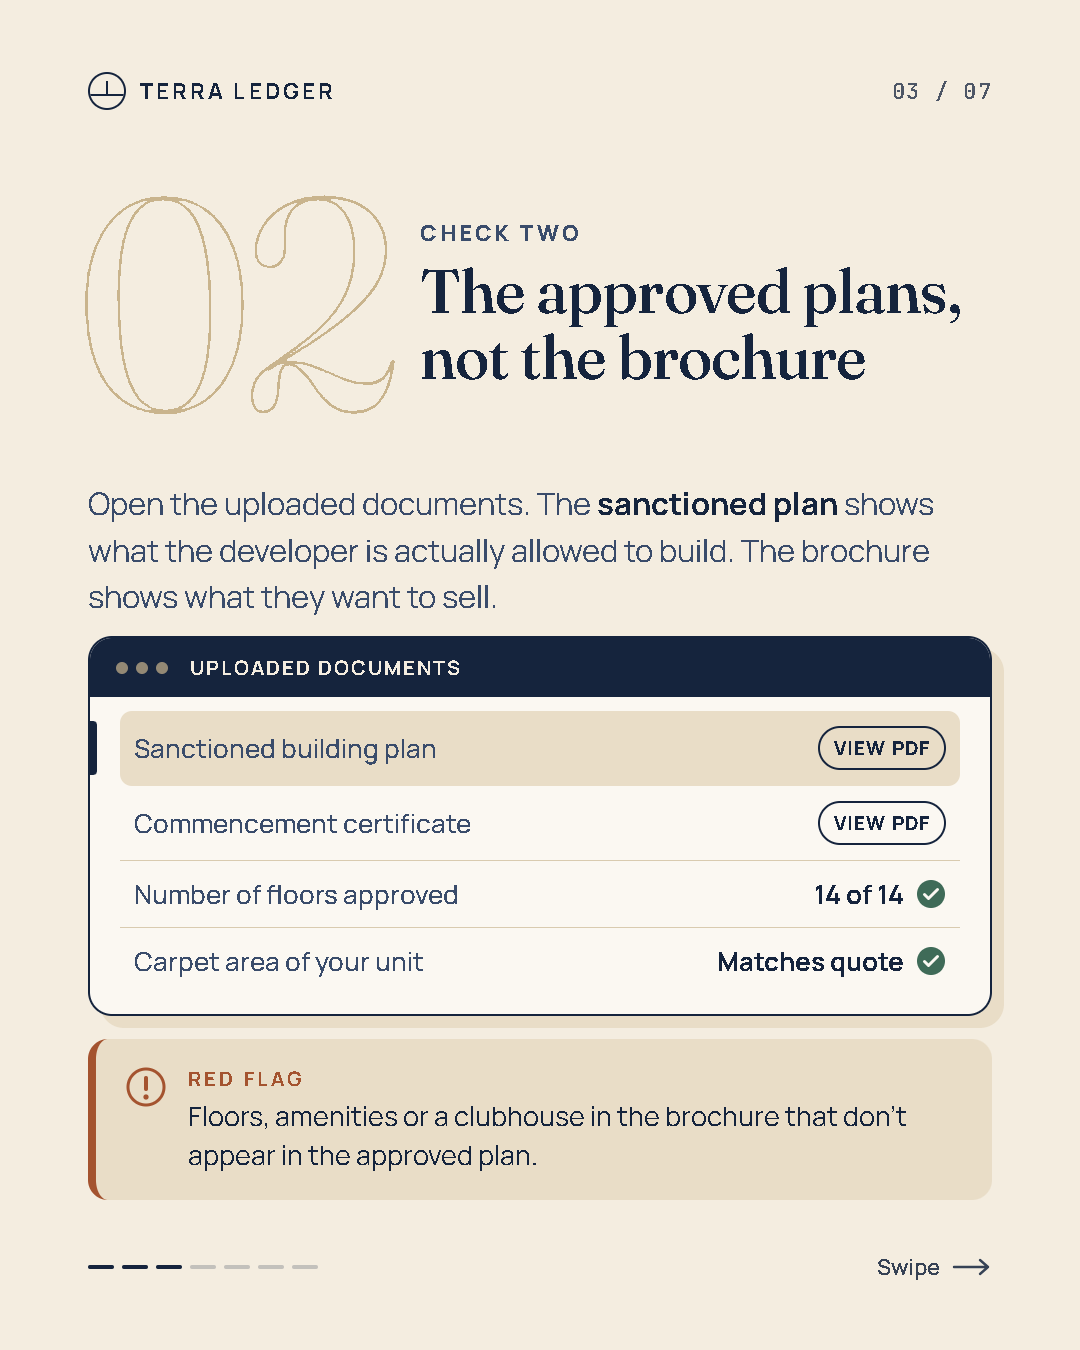 TERRA LEDGER
03 / 07
02
CHECK TWO
The approved plans,
not the brochure
Open the uploaded documents. The sanctioned plan shows
what the developer is actually allowed to build. The brochure
shows what they want to sell.
UPLOADED DOCUMENTS
Sanctioned building plan VIEW PDF
Commencement certificate VIEW PDF
Number of floors approved 14 of 14
Carpet area of your unit Matches quote
RED FLAG
Floors, amenities or a clubhouse in the brochure that don’t
appear in the approved plan.
Swipe →